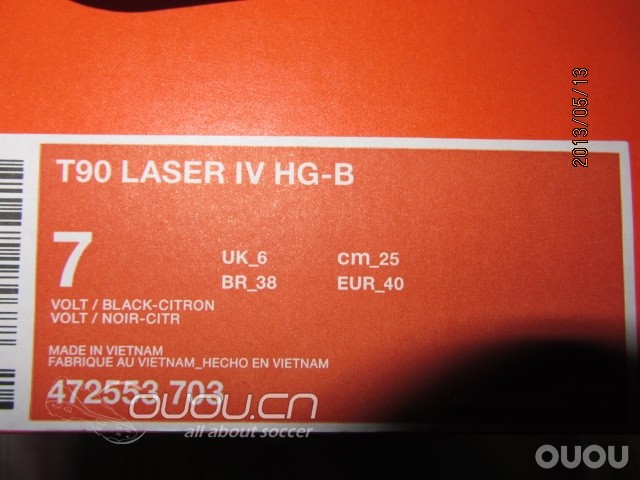 2013/05/13
T90 LASER IV HG-B
7
UK_6 cm_25
BR_38 EUR_40
VOLT / BLACK-CITRON
VOLT / NOIR-CITR
MADE IN VIETNAM
FABRIQUE AU VIETNAM_HECHO EN VIETNAM
472553 703
OUOU.CN
all about soccer
OUOU